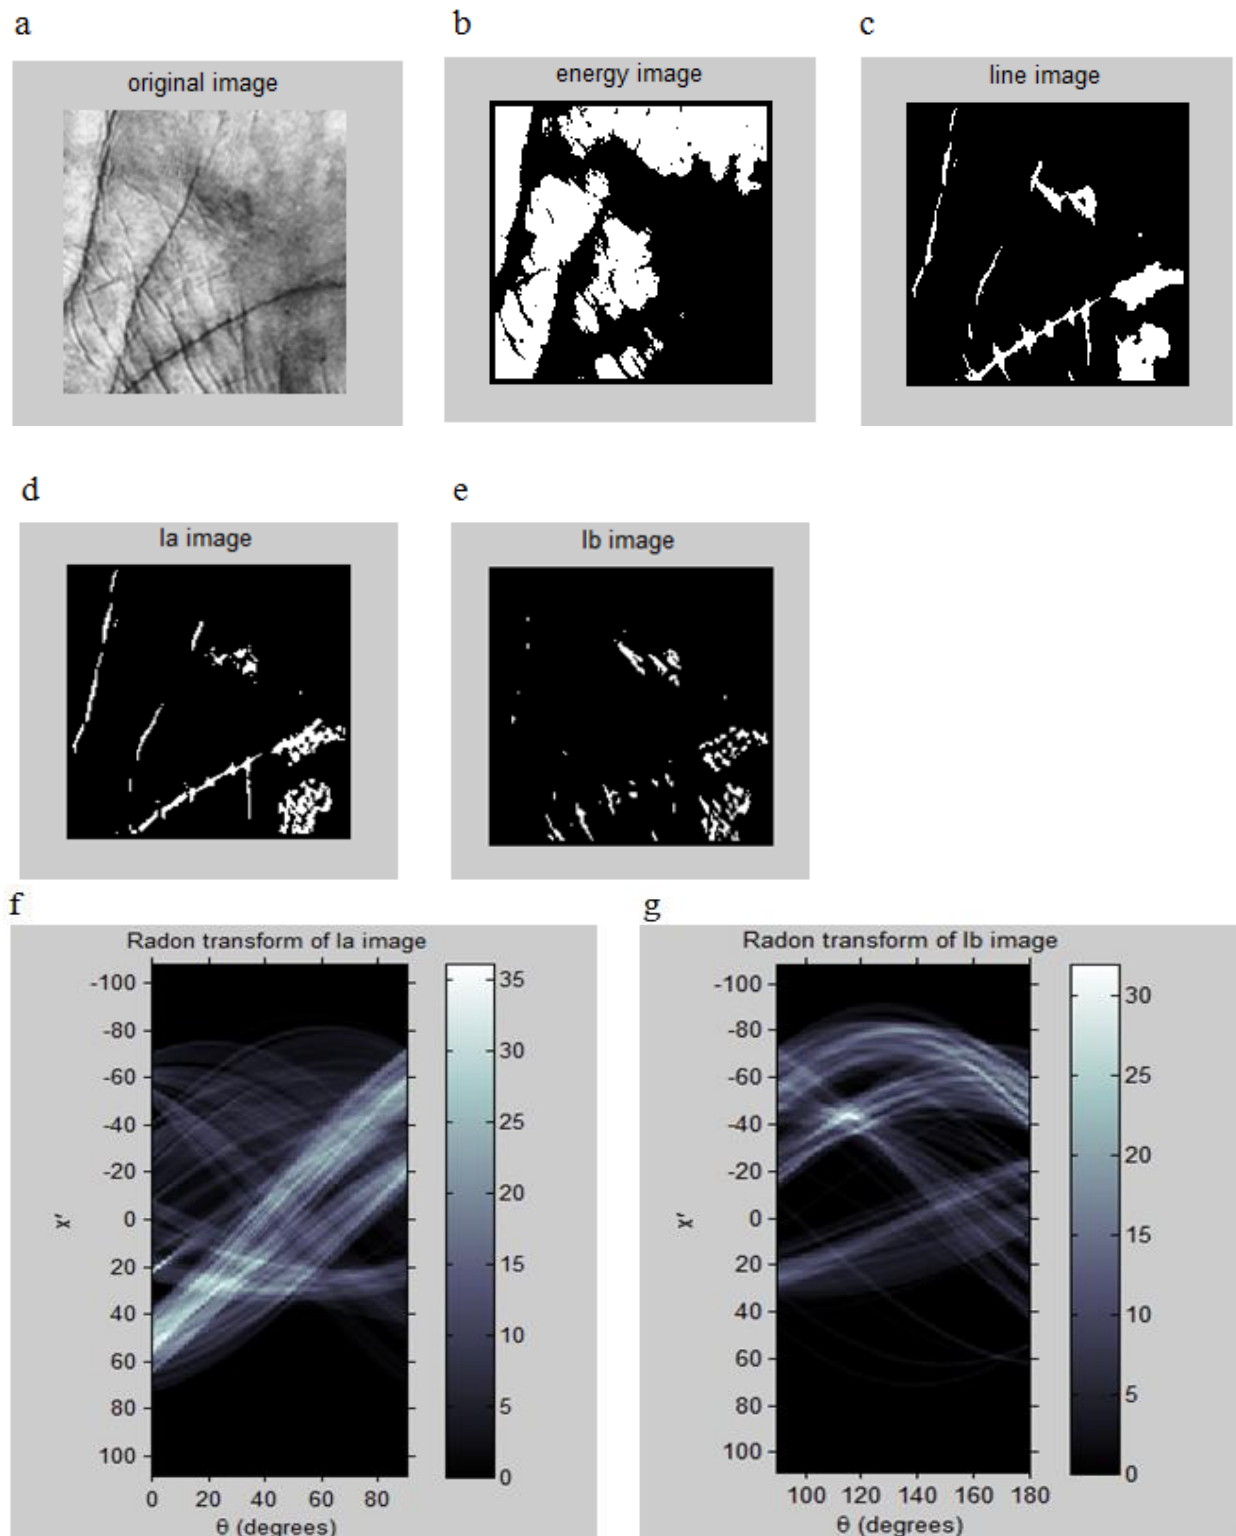 a
b
c
original image
energy image
line image
d
e
Ia image
Ib image
f
g
Radon transform of Ia image
-100
-80
-60
-40
-20
0
20
40
60
80
100
x'
0 20 40 60 80
θ (degrees)
35
30
25
20
15
10
5
0
Radon transform of Ib image
-100
-80
-60
-40
-20
0
20
40
60
80
100
x'
100 120 140 160 180
θ (degrees)
30
25
20
15
10
5
0